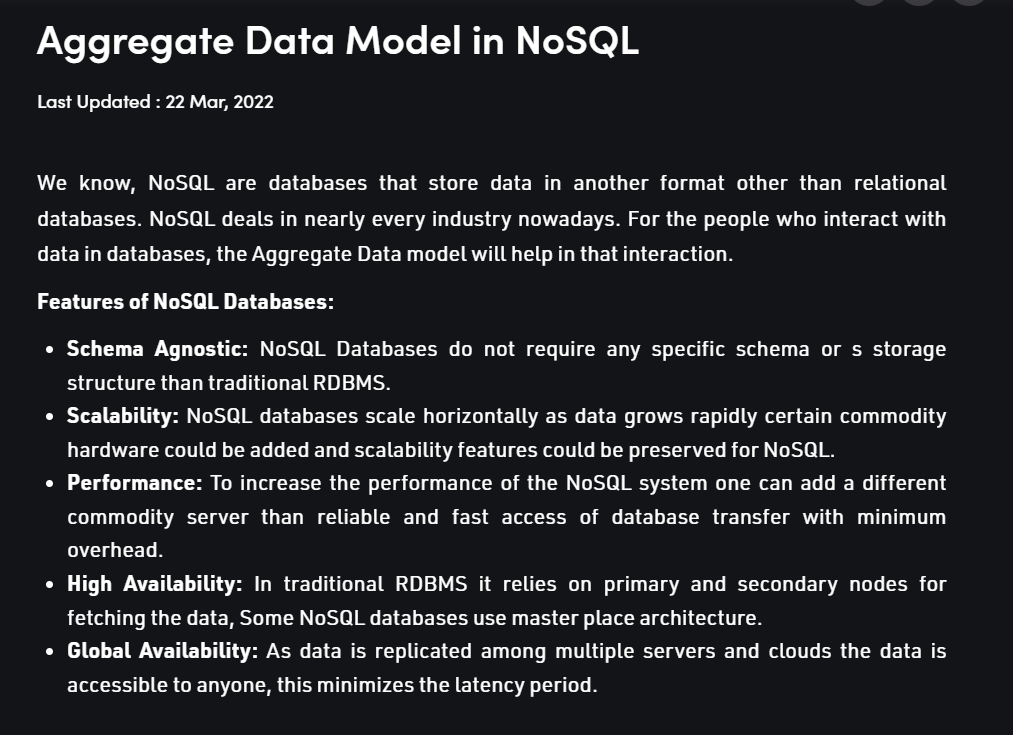 Aggregate Data Model in NoSQL
Last Updated : 22 Mar, 2022
We know, NoSQL are databases that store data in another format other than relational
databases. NoSQL deals in nearly every industry nowadays. For the people who interact with
data in databases, the Aggregate Data model will help in that interaction.
Features of NoSQL Databases:
• Schema Agnostic: NoSQL Databases do not require any specific schema or s storage
structure than traditional RDBMS.
• Scalability: NoSQL databases scale horizontally as data grows rapidly certain commodity
hardware could be added and scalability features could be preserved for NoSQL.
• Performance: To increase the performance of the NoSQL system one can add a different
commodity server than reliable and fast access of database transfer with minimum
overhead.
• High Availability: In traditional RDBMS it relies on primary and secondary nodes for
fetching the data, Some NoSQL databases use master place architecture.
• Global Availability: As data is replicated among multiple servers and clouds the data is
accessible to anyone, this minimizes the latency period.